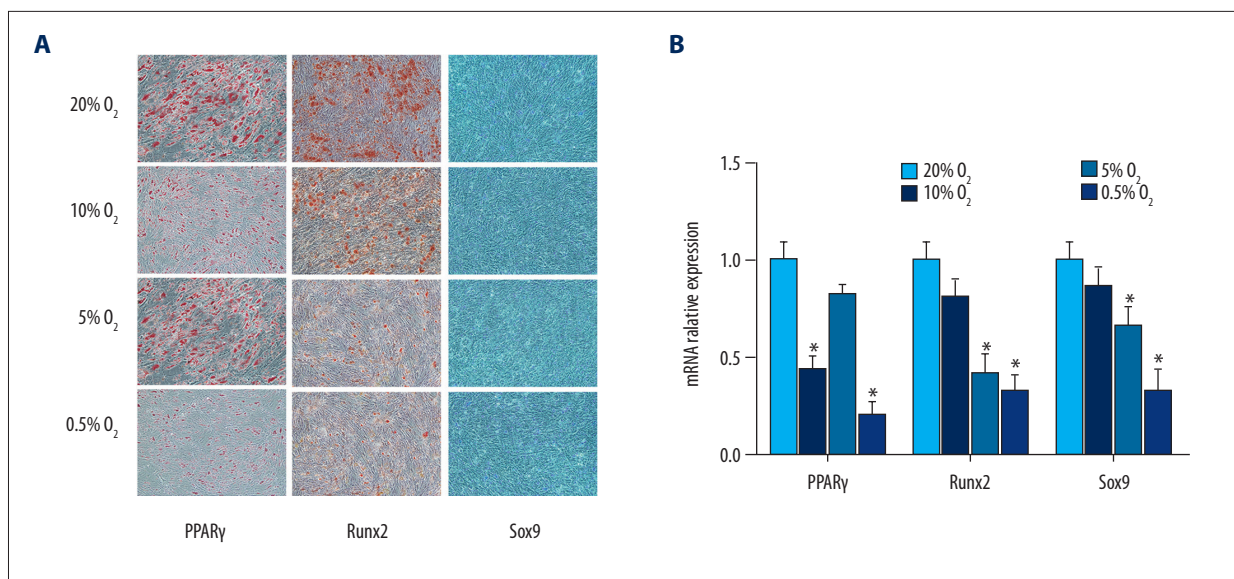 A
20% O2
10% O2
5% O2
0.5% O2
PPARγ Runx2 Sox9
B
mRNA ralative expression
1.5
1.0
0.5
0.0
20% O2 5% O2
10% O2 0.5% O2
*
* *
* *
PPARγ Runx2 Sox9